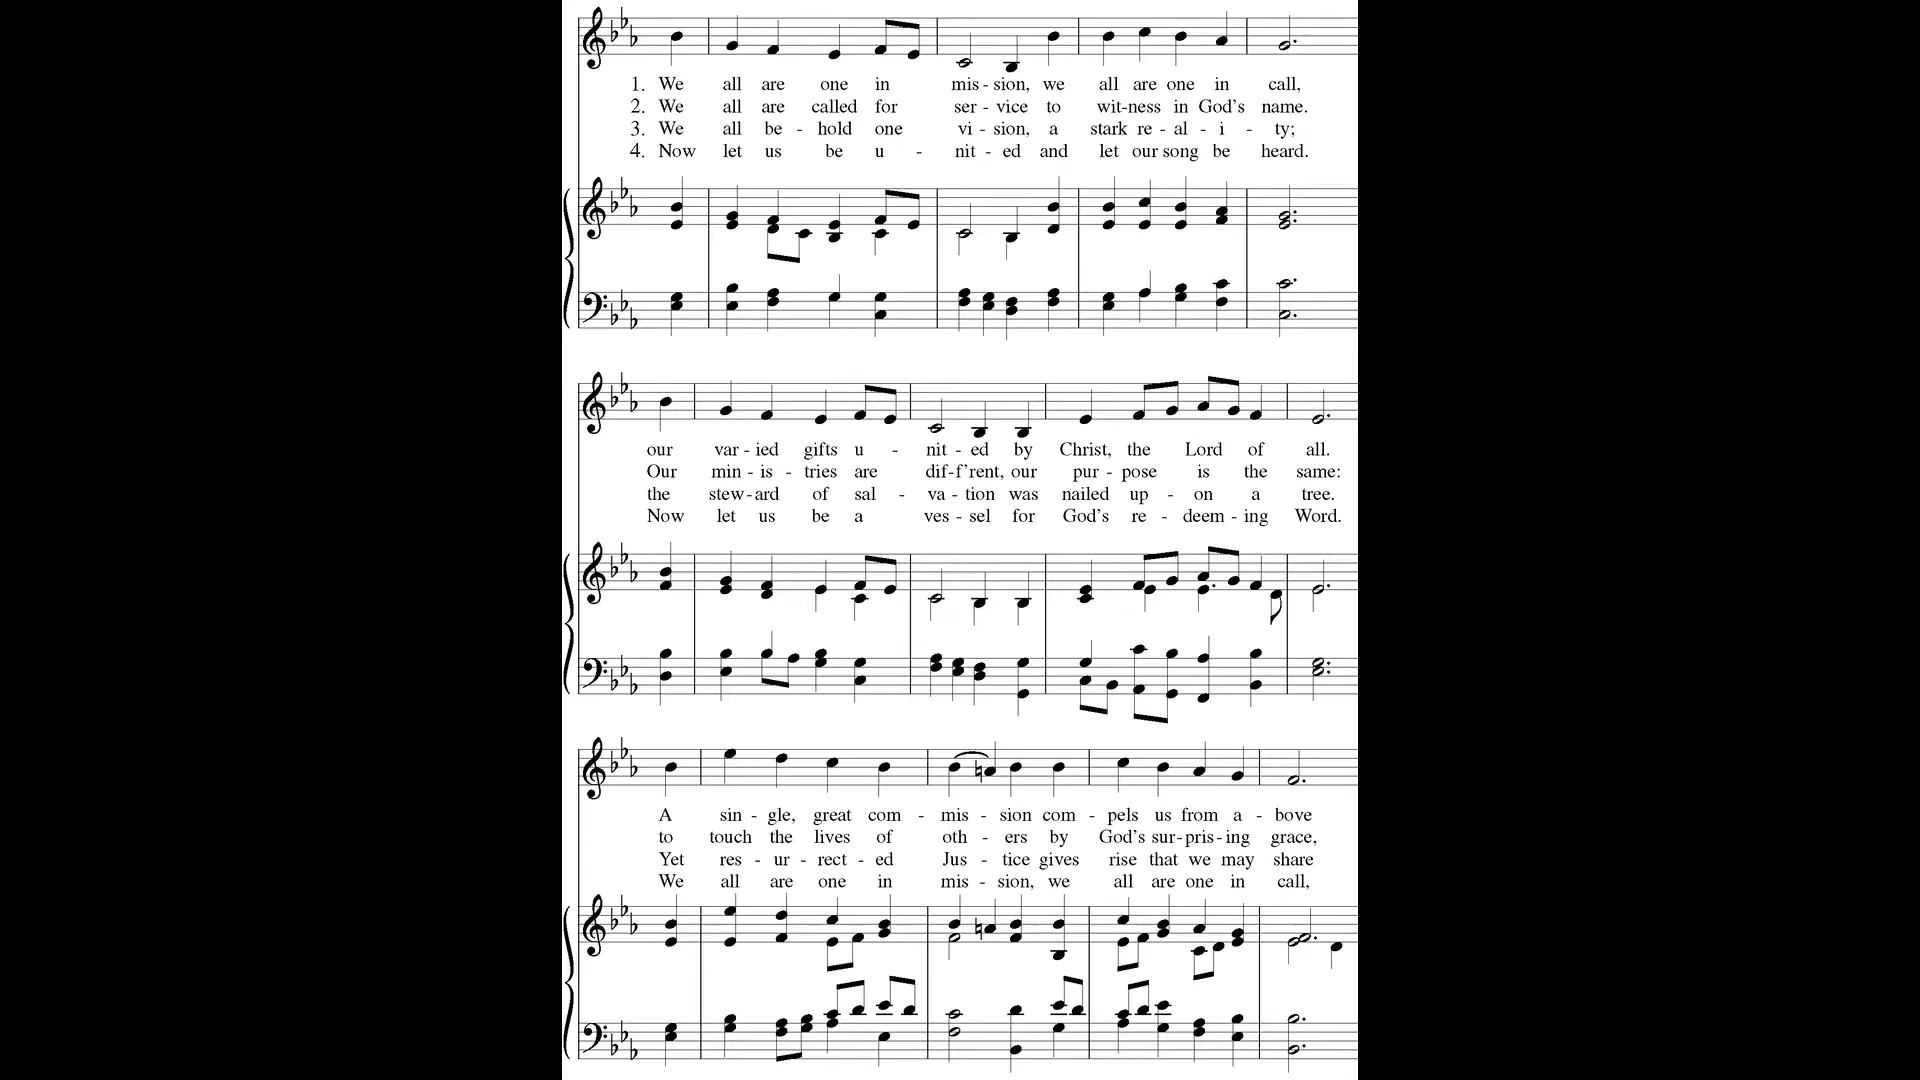 1. We all are one in mis - sion, we all are one in call,
2. We all are called for ser - vice to wit - ness in God's name.
3. We all be - hold one vi - sion, a stark re - al - i - ty;
4. Now let us be u - nit - ed and let our song be heard.
our var - ied gifts u - nit - ed by Christ, the Lord of all.
Our min - is - tries are dif - f'rent, our pur - pose is the same:
the stew - ard of sal - va - tion was nailed up - on a tree.
Now let us be a ves - sel for God's re - deem - ing Word.
A sin - gle, great com - mis - sion com - pels us from a - bove
to touch the lives of oth - ers by God's sur - pris - ing grace,
Yet res - ur - rect - ed Jus - tice gives rise that we may share
We all are one in mis - sion, we all are one in call,